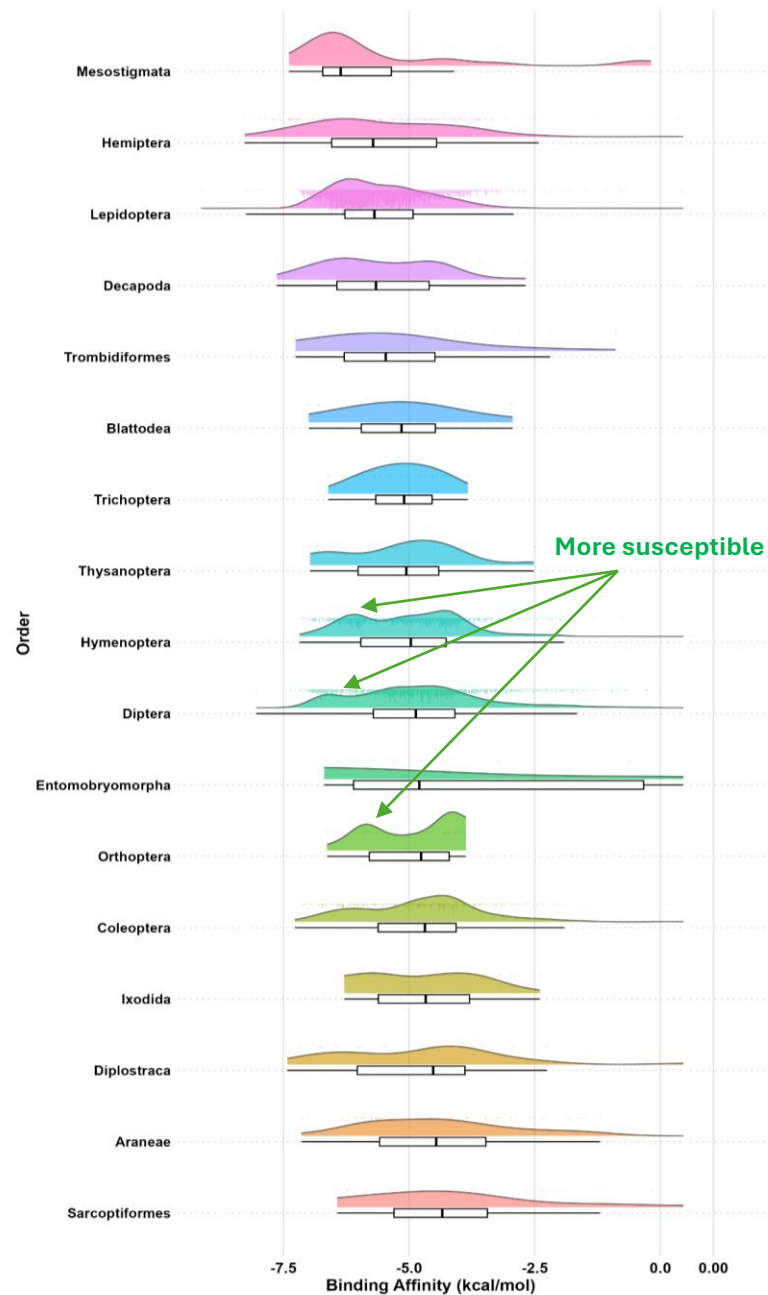 Mesostigmata
Hemiptera
Lepidoptera
Decapoda
Trombidiformes
Blattodea
Trichoptera
Thysanoptera
More susceptible
Order
Hymenoptera
Diptera
Entomobryomorpha
Orthoptera
Coleoptera
Ixodida
Diplostraca
Araneae
Sarcoptiformes
-7.5 -5.0 -2.5 0.0 0.00
Binding Affinity (kcal/mol)